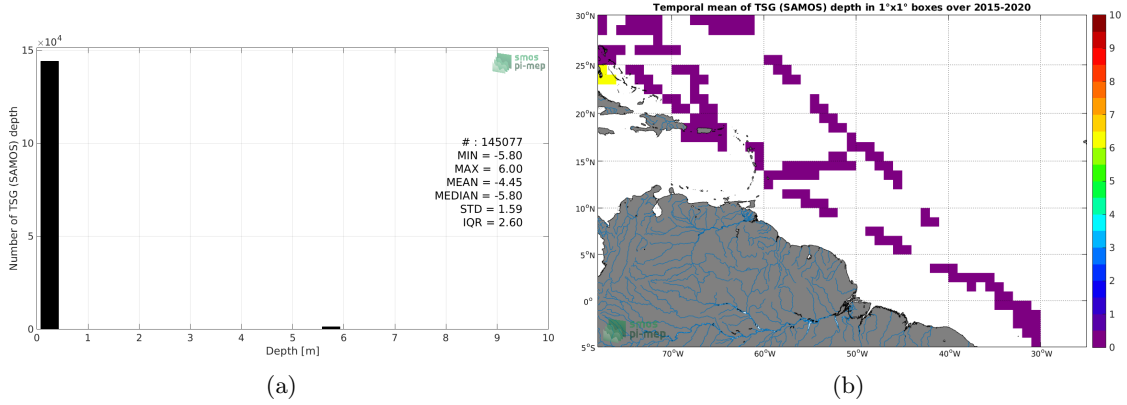 ×10⁴
15
10
5
0
Number of TSG (SAMOS) depth
smos
pi-mep
# : 145077
MIN = -5.80
MAX = 6.00
MEAN = -4.45
MEDIAN = -5.80
STD = 1.59
IQR = 2.60
0 1 2 3 4 5 6 7 8 9 10
Depth [m]
(a)
Temporal mean of TSG (SAMOS) depth in 1°x1° boxes over 2015-2020
30°N
25°N
20°N
15°N
10°N
5°N
0°
5°S
70°W 60°W 50°W 40°W 30°W
smos
pi-mep
10
9
8
7
6
5
4
3
2
1
0
(b)